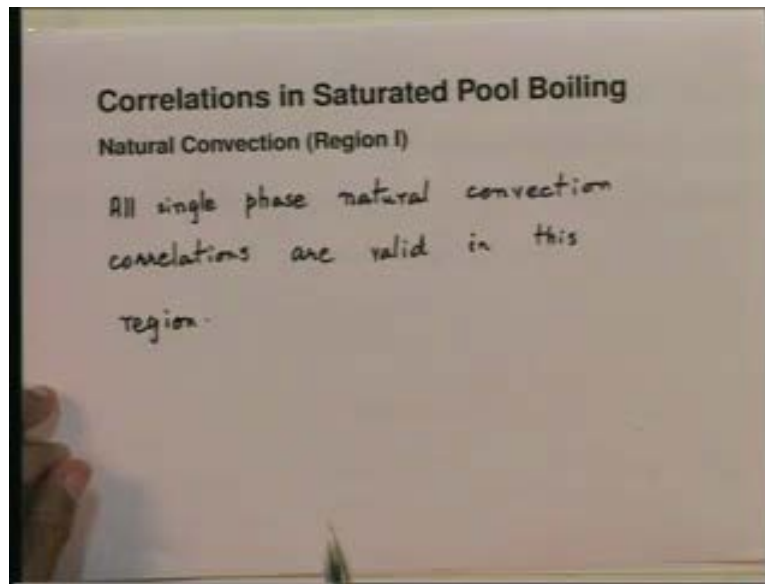 Correlations in Saturated Pool Boiling
Natural Convection (Region I)
All single phase natural convection
correlations are valid in this
region.